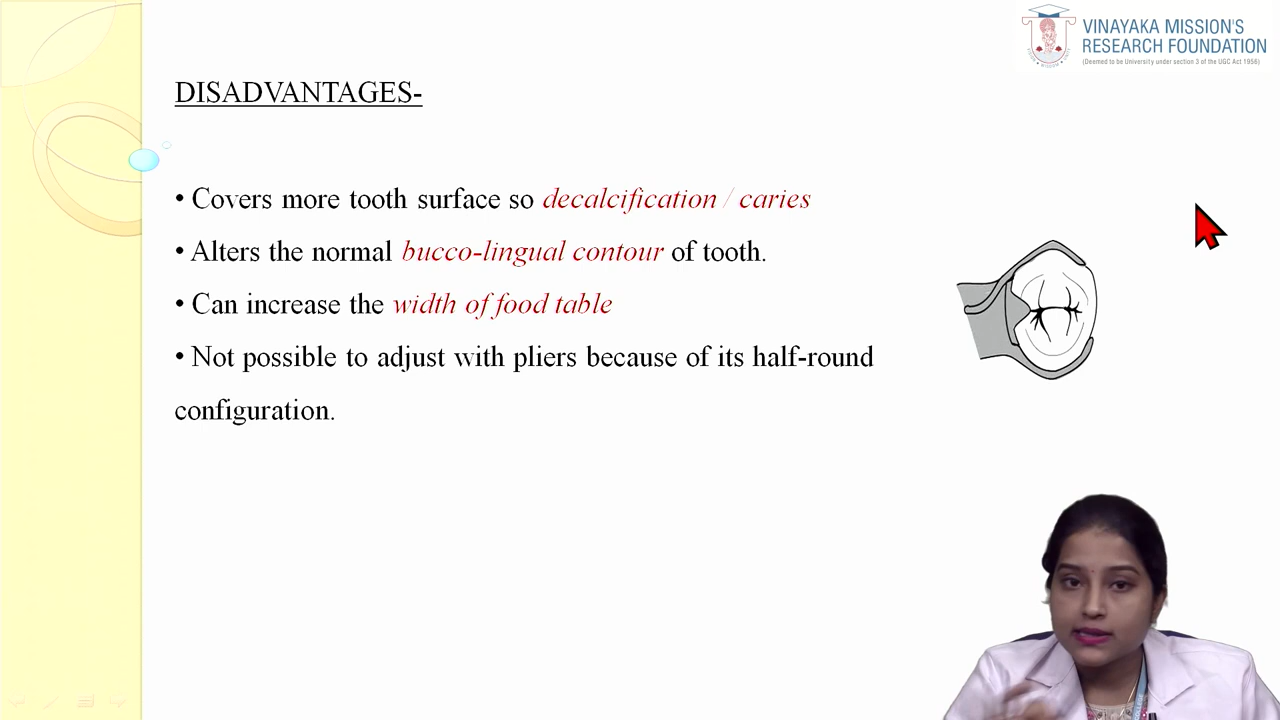 VINAYAKA MISSION'S
RESEARCH FOUNDATION
(Deemed to be University under section 3 of the UGC Act 1956)
DISADVANTAGES-
• Covers more tooth surface so decalcification / caries
• Alters the normal bucco-lingual contour of tooth.
• Can increase the width of food table
• Not possible to adjust with pliers because of its half-round
configuration.